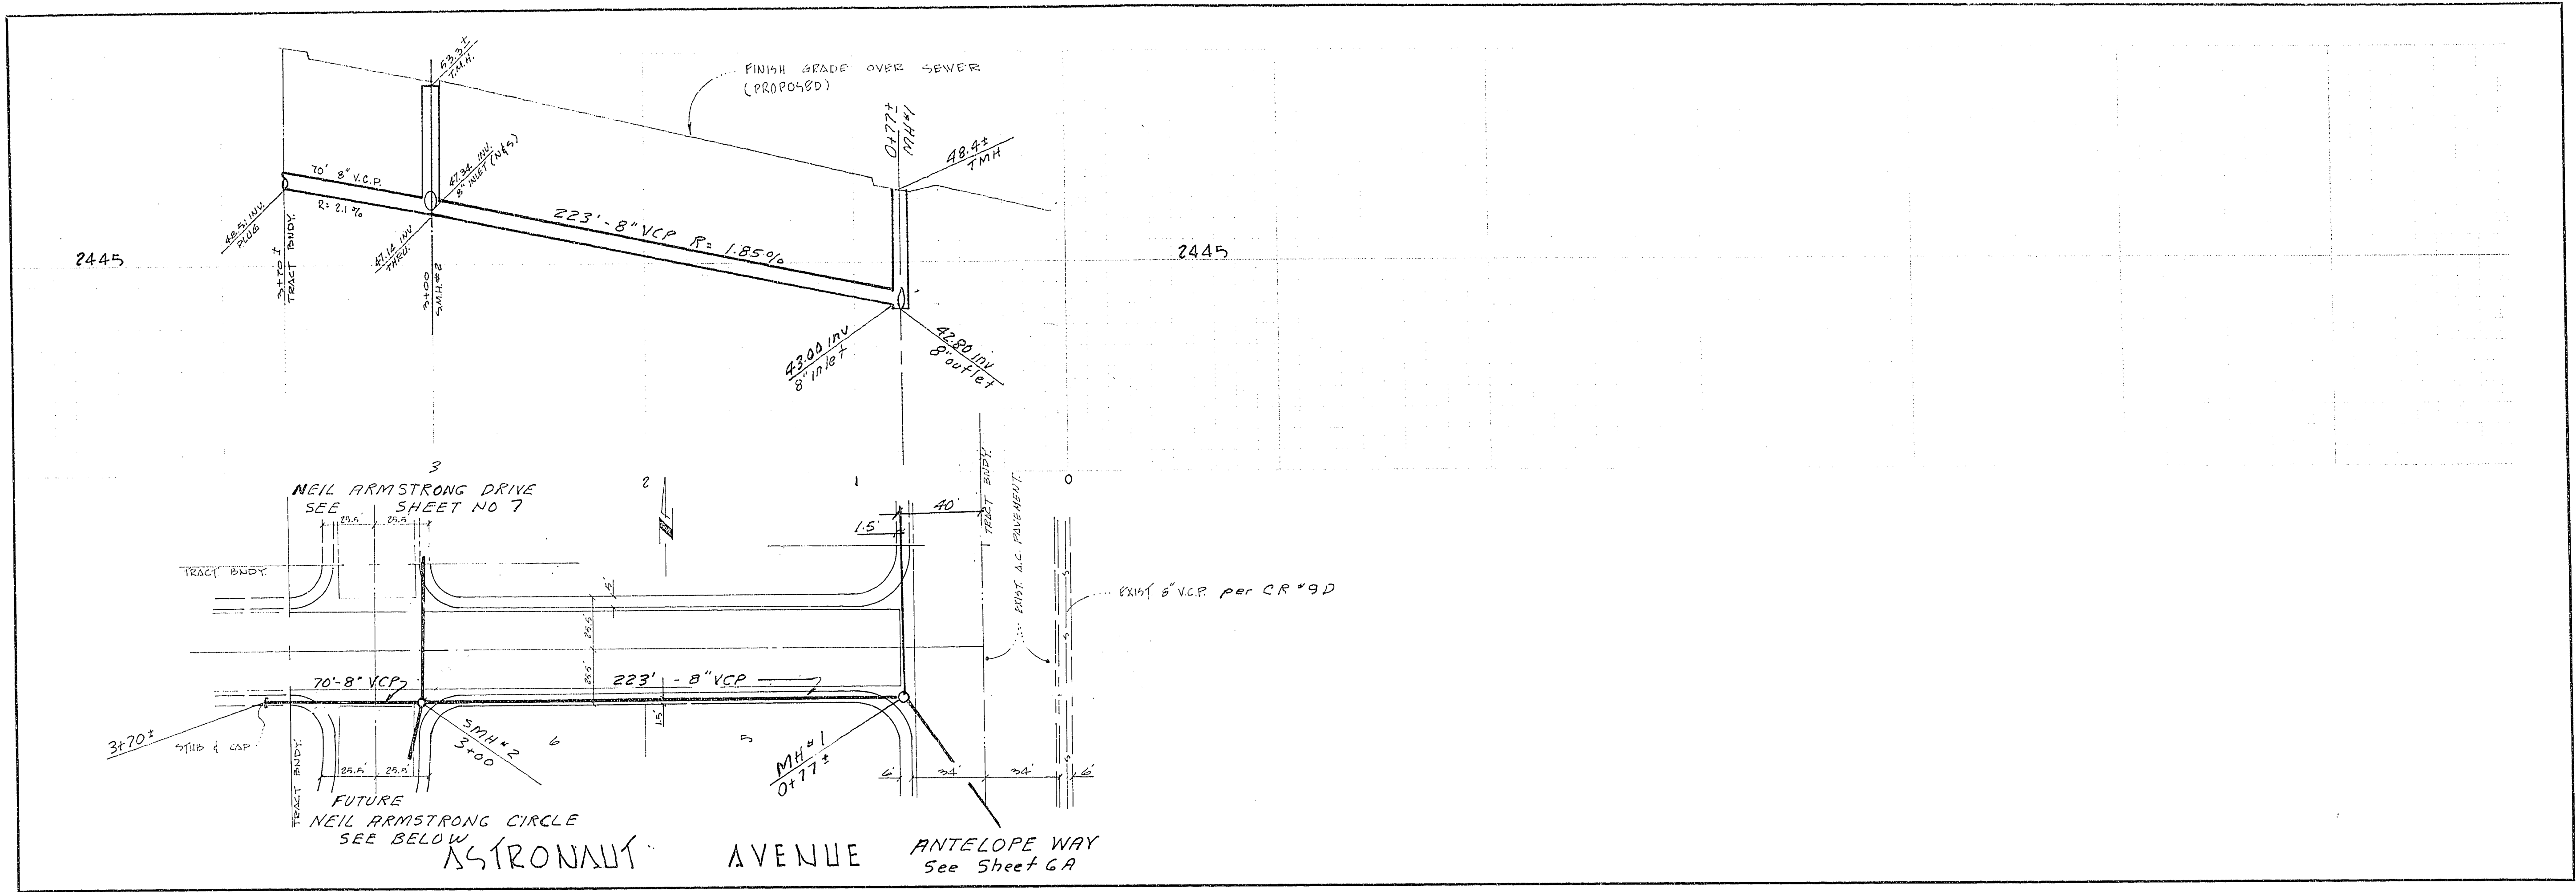 53.3±
T.M.H.
FINISH GRADE OVER SEWER
(PROPOSED)
0+77±
MH#1
48.4±
TMH
70' 8" V.C.P.
R= 2.1%
47.34 INV.
8" INLET (N&S)
48.51 INV.
PLUG
3+70±
TRACT BNDY.
47.14 INV
THRU.
3+00
S.M.H.#2
223' - 8" VCP R= 1.85%
2445
2445
43.00 INV
8" Inlet
42.80 INV
8" outlet
3
2
1
0
NEIL ARMSTRONG DRIVE
SEE SHEET NO 7
25.5' 25.5'
TRACT BNDY.
TRACT BNDY.
EXIST. A.C. PAVEMENT.
40'
1.5'
5'
25.5'
25.5'
1.5'
S
S
S
S
EXIST. 8" V.C.P. per CR #9D
70'-8" VCP
223' - 8" VCP
3+70±
STUB & CAP
SMH #2
3+00
6
5
MH #1
0+77±
6' 34' 34' 6'
25.5' 25.5'
TRACT BNDY.
FUTURE
NEIL ARMSTRONG CIRCLE
SEE BELOW
ASTRONAUT AVENUE
ANTELOPE WAY
See Sheet 6A